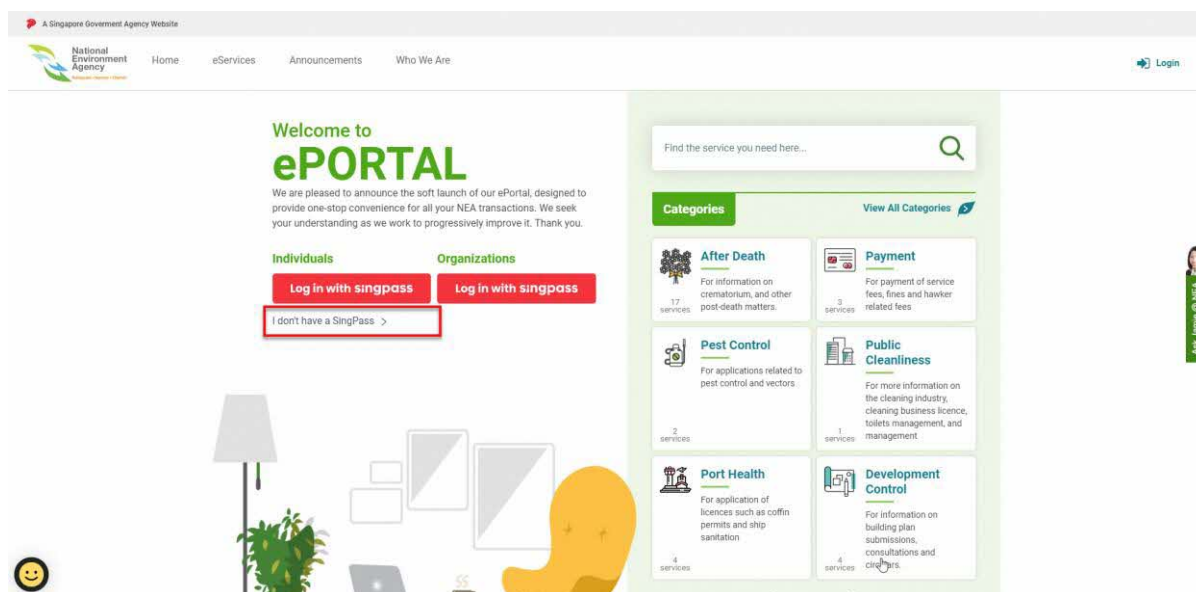 A Singapore Goverment Agency Website
National
Environment
Agency
Home eServices Announcements Who We Are
Login
Welcome to
ePORTAL
We are pleased to announce the soft launch of our ePortal, designed to
provide one-stop convenience for all your NEA transactions. We seek
your understanding as we work to progressively improve it. Thank you.
Individuals
Organizations
Log in with singpass
Log in with singpass
I don't have a SingPass >
Find the service you need here...
Categories
View All Categories
After Death
For information on
crematorium, and other
post-death matters.
17
services
Payment
For payment of service
fees, fines and hawker
related fees
3
services
Pest Control
For applications related to
pest control and vectors
2
services
Public
Cleanliness
For more information on
the cleaning industry,
cleaning business licence,
toilets management, and
management
1
services
Port Health
For application of
licences such as coffin
permits and ship
sanitation
4
services
Development
Control
For information on
building plan
submissions,
consultations and
circulars.
4
services